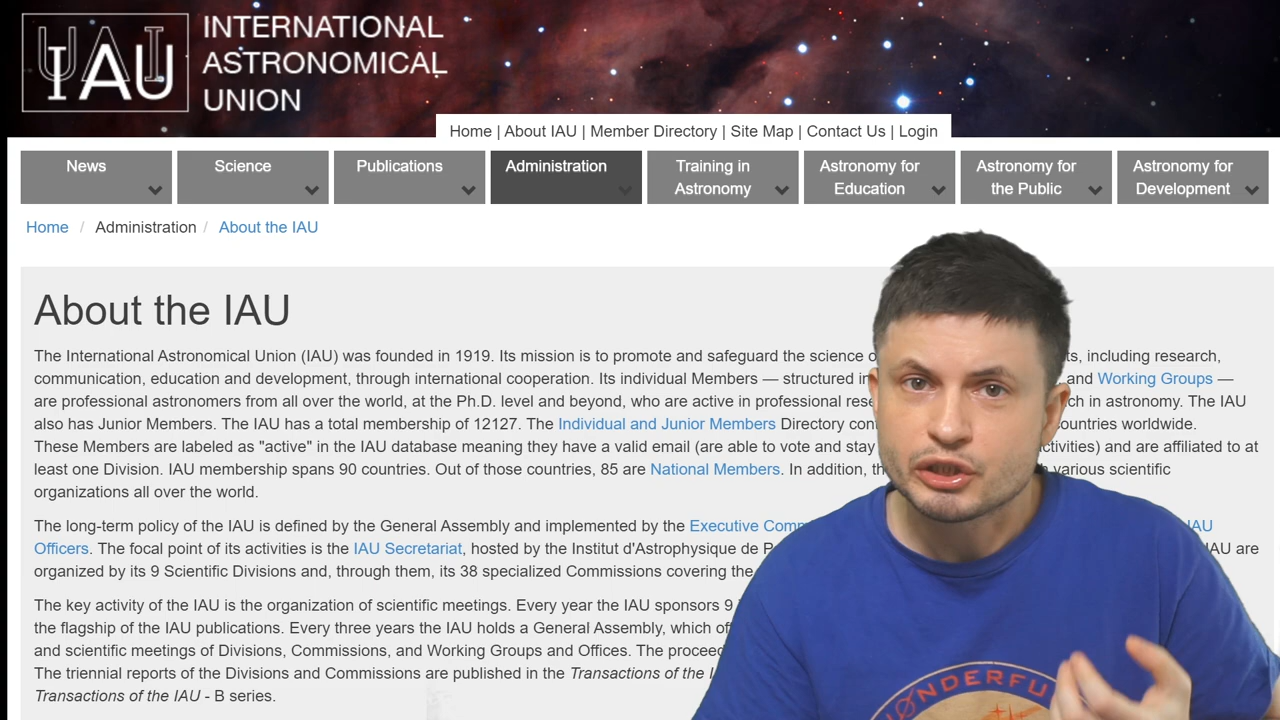 IAU
INTERNATIONAL
ASTRONOMICAL
UNION
Home | About IAU | Member Directory | Site Map | Contact Us | Login
News
Science
Publications
Administration
Training in
Astronomy
Astronomy for
Education
Astronomy for
the Public
Astronomy for
Development
Home / Administration / About the IAU
About the IAU
The International Astronomical Union (IAU) was founded in 1919. Its mission is to promote and safeguard the science including research,
communication, education and development, through international cooperation. Its individual Members — structured and Working Groups —
are professional astronomers from all over the world, at the Ph.D. level and beyond, who are active in professional in astronomy. The IAU
also has Junior Members. The IAU has a total membership of 12127. The Individual and Junior Members Directory worldwide.
These Members are labeled as "active" in the IAU database meaning they have a valid email (are able to vote and stay and are affiliated to at
least one Division. IAU membership spans 90 countries. Out of those countries, 85 are National Members. In addition, various scientific
organizations all over the world.
The long-term policy of the IAU is defined by the General Assembly and implemented by the Executive IAU
Officers. The focal point of its activities is the IAU Secretariat, hosted by the Institut d'Astrophysique de IAU are
organized by its 9 Scientific Divisions and, through them, its 38 specialized Commissions covering the
The key activity of the IAU is the organization of scientific meetings. Every year the IAU sponsors 9
the flagship of the IAU publications. Every three years the IAU holds a General Assembly, which
and scientific meetings of Divisions, Commissions, and Working Groups and Offices. The
The triennial reports of the Divisions and Commissions are published in the Transactions of the
Transactions of the IAU - B series.